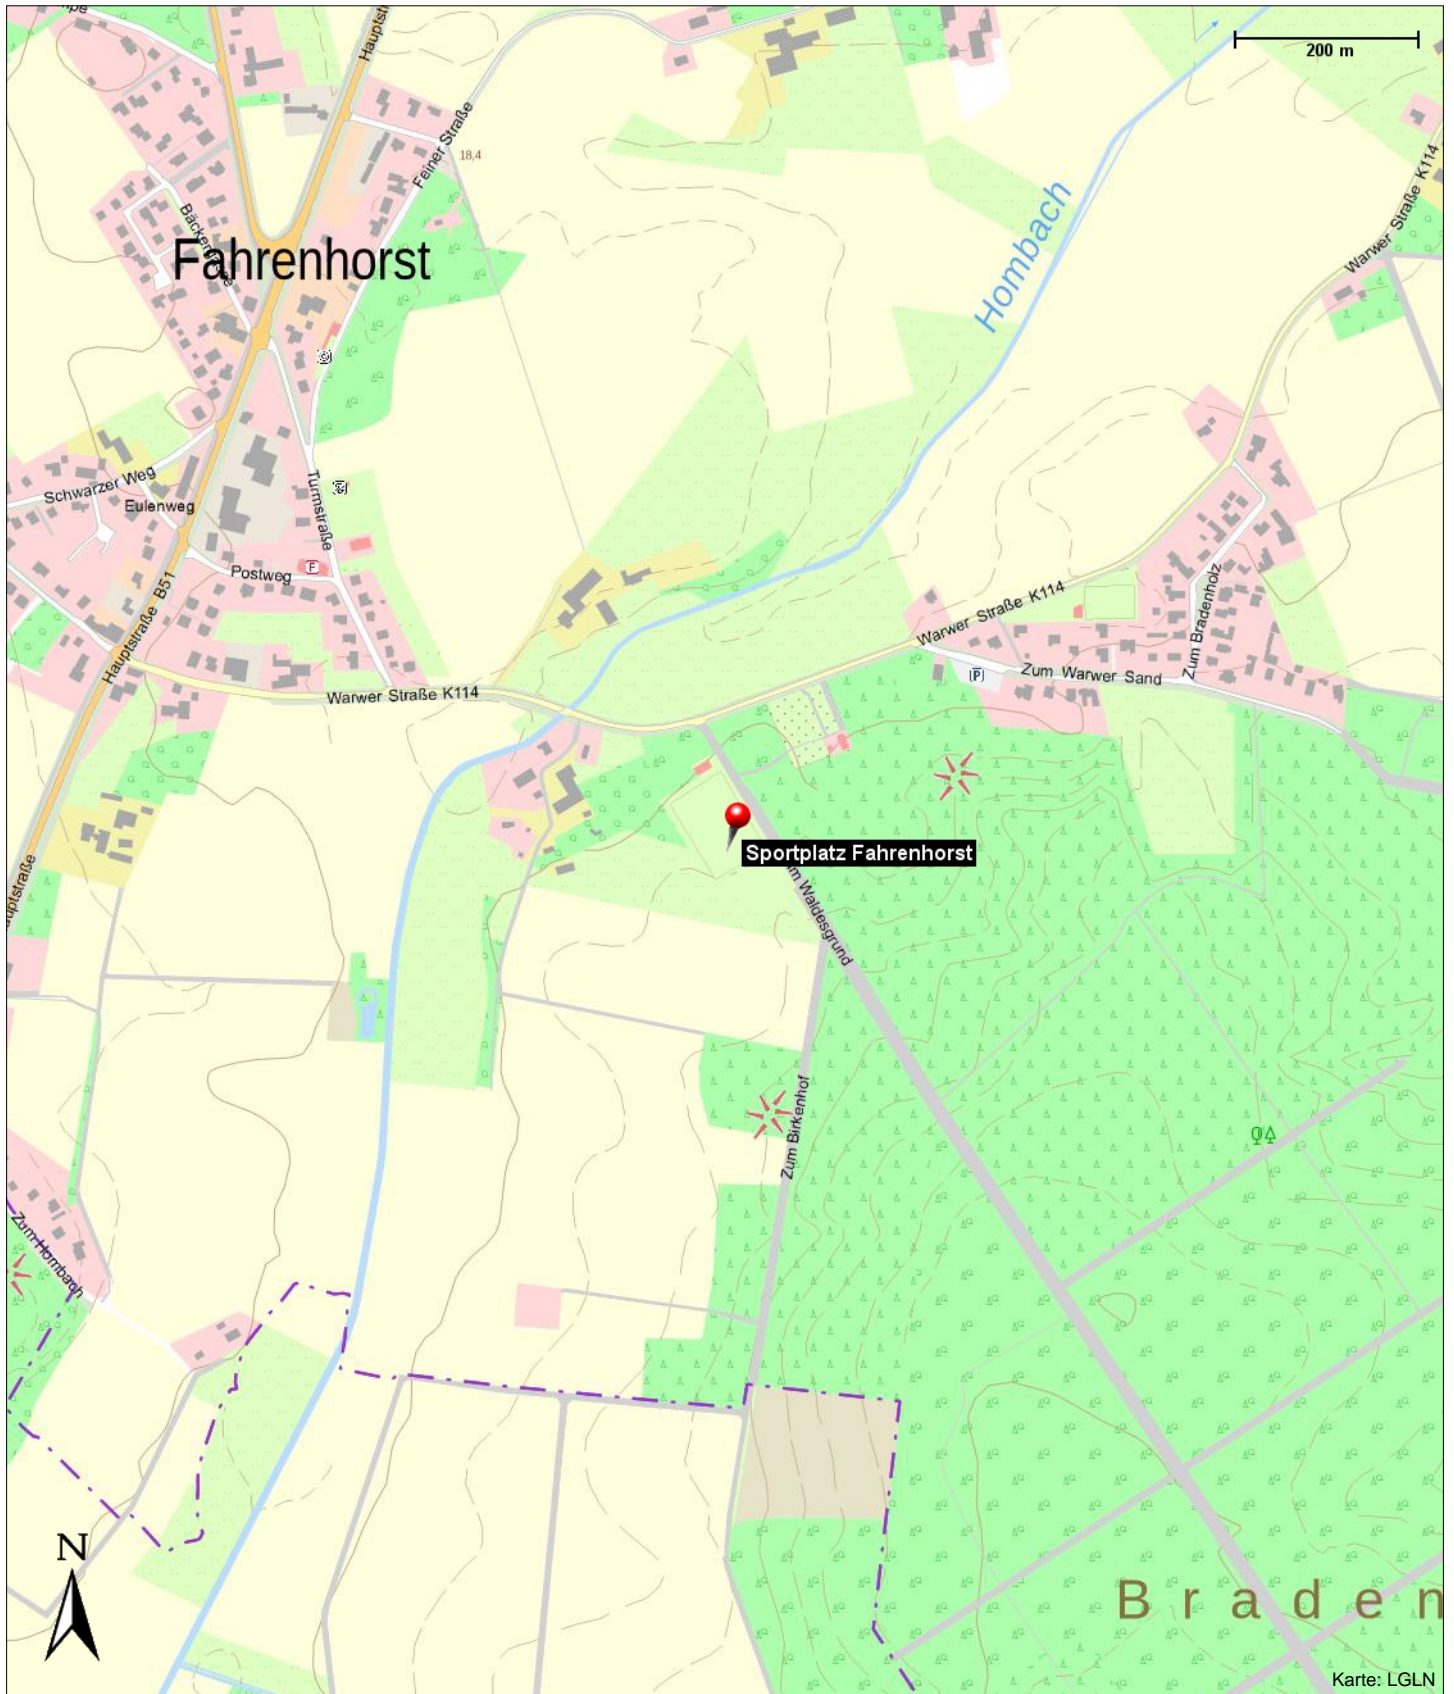 Hauptst
200 m
Feiner Straße
18,4
Warwer Straße K114
Hombach
Fahrenhorst
Schwarzer Weg
Eulenweg
Turmstraße
Postweg
F
Hauptstraße B51
Warwer Straße K114
Zum Bradenholz
P
Zum Warwer Sand
Warwer Straße K114
Sportplatz Fahrenhorst
m Waldesgrund
uptstraße
Zum Birkenhof
Zum Hombach
N
Braden
Karte: LGLN